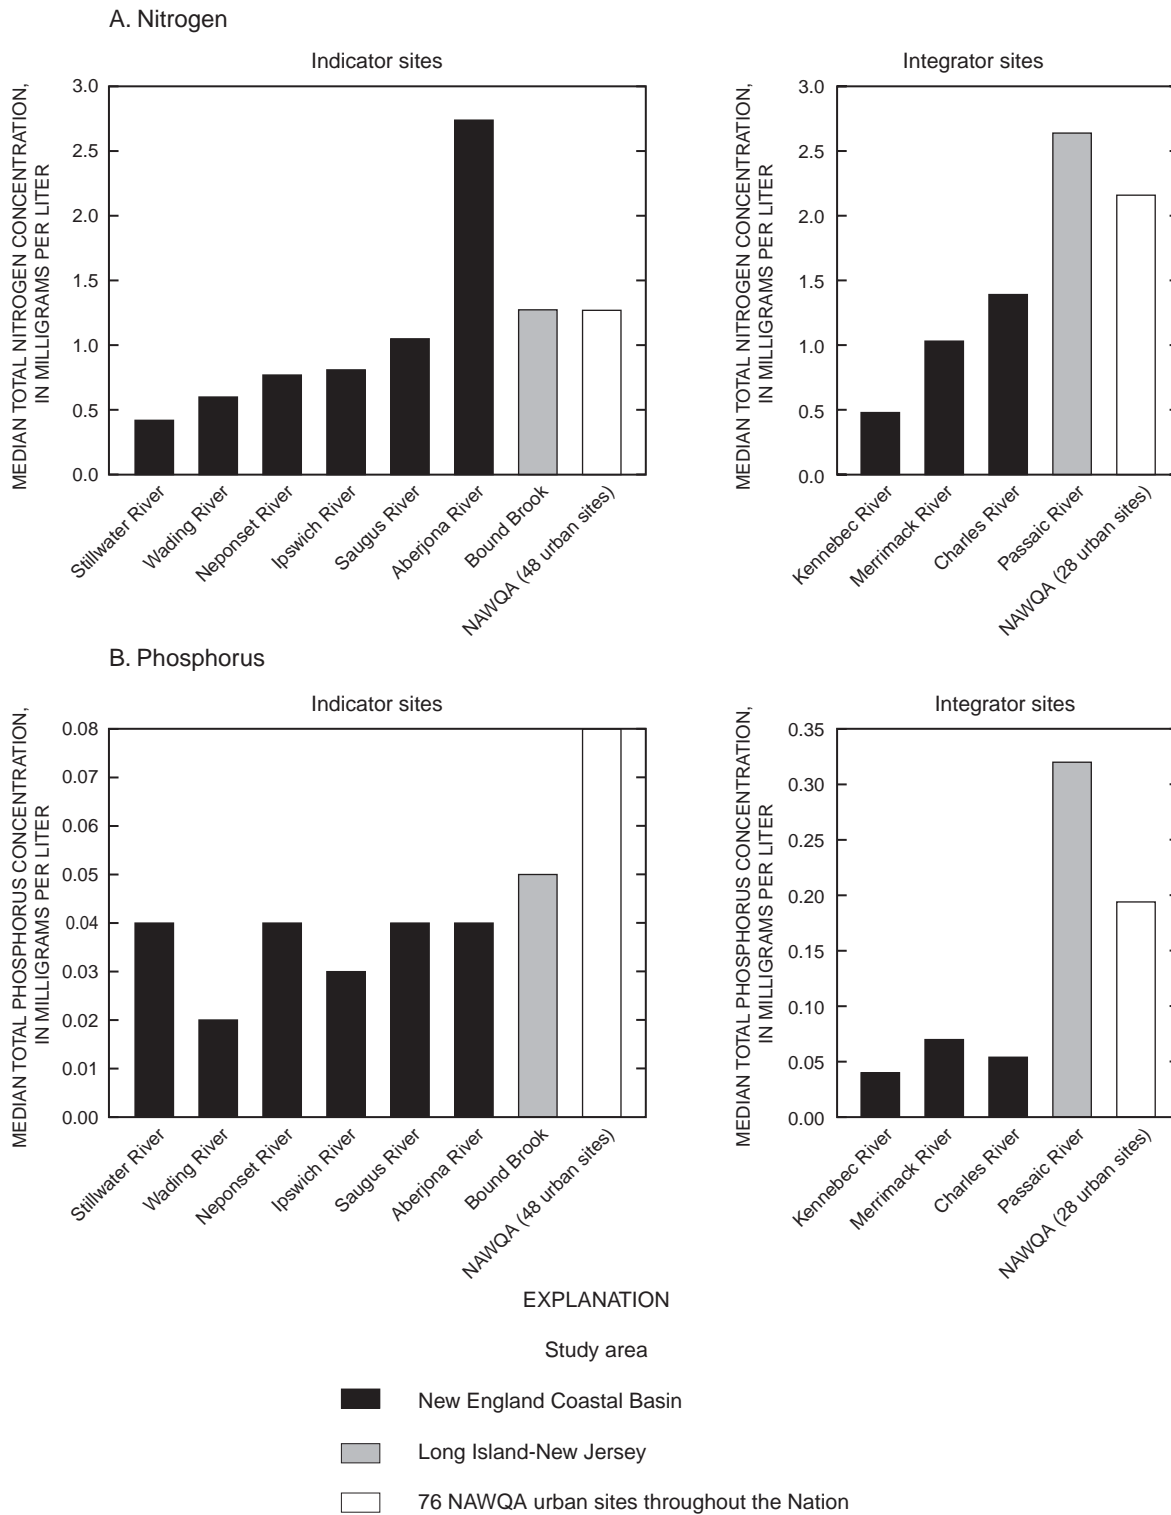 A. Nitrogen
Indicator sites
MEDIAN TOTAL NITROGEN CONCENTRATION,
IN MILLIGRAMS PER LITER
3.0
2.5
2.0
1.5
1.0
0.5
0.0
Stillwater River
Wading River
Neponset River
Ipswich River
Saugus River
Aberjona River
Bound Brook
NAWQA (48 urban sites)
Integrator sites
MEDIAN TOTAL NITROGEN CONCENTRATION,
IN MILLIGRAMS PER LITER
3.0
2.5
2.0
1.5
1.0
0.5
0.0
Kennebec River
Merrimack River
Charles River
Passaic River
NAWQA (28 urban sites)
B. Phosphorus
Indicator sites
MEDIAN TOTAL PHOSPHORUS CONCENTRATION,
IN MILLIGRAMS PER LITER
0.08
0.07
0.06
0.05
0.04
0.03
0.02
0.01
0.00
Stillwater River
Wading River
Neponset River
Ipswich River
Saugus River
Aberjona River
Bound Brook
NAWQA (48 urban sites)
Integrator sites
MEDIAN TOTAL PHOSPHORUS CONCENTRATION,
IN MILLIGRAMS PER LITER
0.35
0.30
0.25
0.20
0.15
0.10
0.05
0.00
Kennebec River
Merrimack River
Charles River
Passaic River
NAWQA (28 urban sites)
EXPLANATION
Study area
New England Coastal Basin
Long Island-New Jersey
76 NAWQA urban sites throughout the Nation